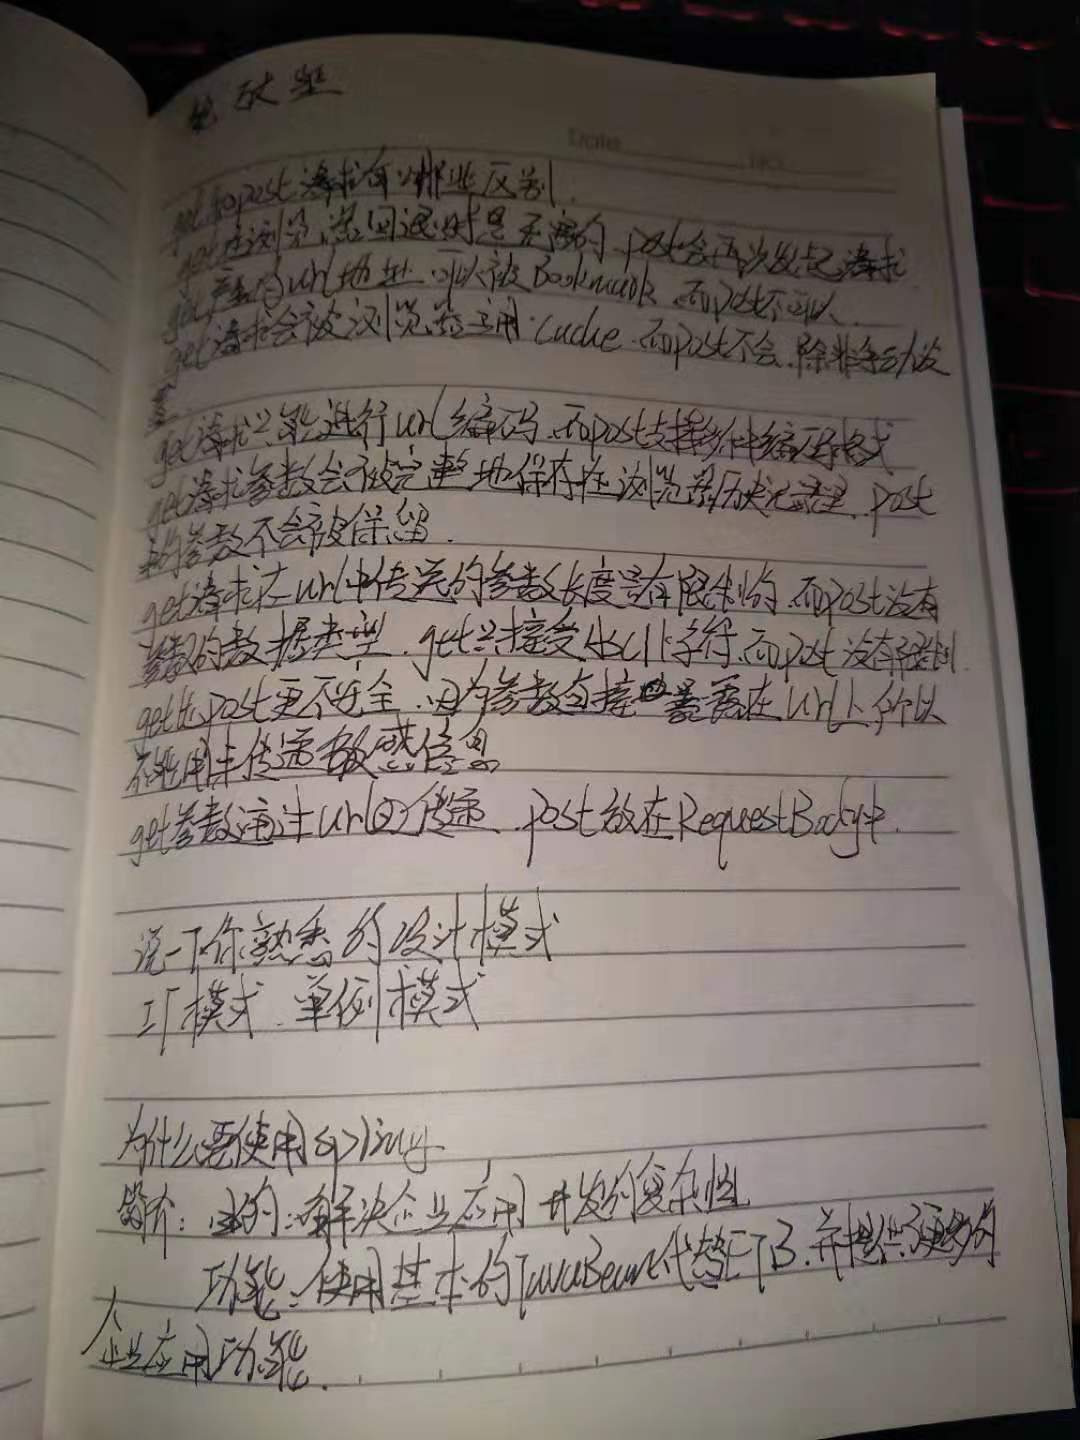 Date
NO.
get和post请求有哪些区别.
get在浏览器回退时是无害的 post会再次发起请求
get产生的url地址 可以被Bookmark 而post不可以.
get请求会被浏览器主动cache 而post不会 除非手动设
置
get请求只能进行url编码 而post支持多种编码格式
get请求参数会被完整地保存在浏览器历史记录里 post
中的参数不会被保留.
get请求在url中传送的参数长度是有限制的 而post没有
参数的数据类型 get只接受ASCII字符 而post没有限制
get比post更不安全 因为参数直接暴露在url上 所以
不能用来传递敏感信息
get参数通过url传递 post放在RequestBody中.
说一下你熟悉的设计模式
工厂模式 单例模式
为什么要使用spring
简介: 目的: 解决企业应用开发的复杂性
功能: 使用基本的JavaBean代替EJB 并提供了更多的
企业应用功能.